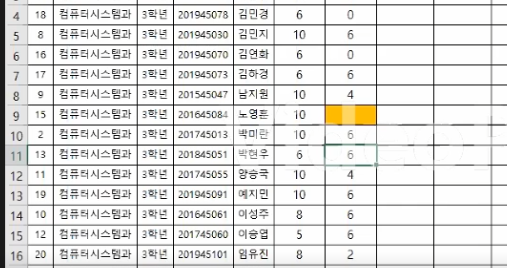 4 18 컴퓨터시스템과 3학년 201945078 김민경 6 0
5 8 컴퓨터시스템과 3학년 201945030 김민지 10 6
6 16 컴퓨터시스템과 3학년 201945070 김연화 6 0
7 17 컴퓨터시스템과 3학년 201945073 김하경 6 6
8 9 컴퓨터시스템과 3학년 201545047 남지원 10 4
9 15 컴퓨터시스템과 3학년 201645084 노영훈 10
10 2 컴퓨터시스템과 3학년 201745013 박미란 10 6
11 13 컴퓨터시스템과 3학년 201845051 박현우 6 6
12 11 컴퓨터시스템과 3학년 201745055 양승국 10 4
13 19 컴퓨터시스템과 3학년 201945091 예지민 10 6
14 10 컴퓨터시스템과 3학년 201645061 이성주 8 6
15 12 컴퓨터시스템과 3학년 201745060 이승엽 5 6
16 20 컴퓨터시스템과 3학년 201945101 임유진 8 2